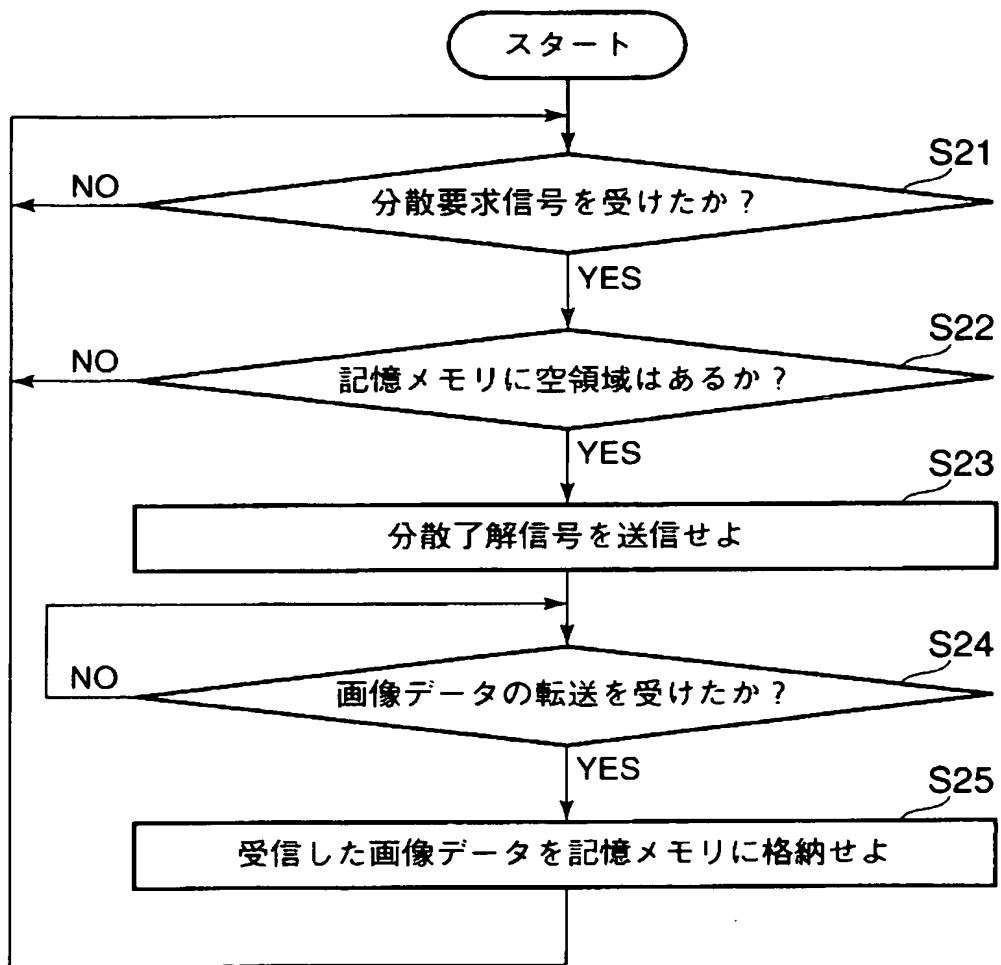 スタート
S21
NO
分散要求信号を受けたか?
YES
S22
NO
記憶メモリに空領域はあるか?
YES
S23
分散了解信号を送信せよ
S24
NO
画像データの転送を受けたか?
YES
S25
受信した画像データを記憶メモリに格納せよ